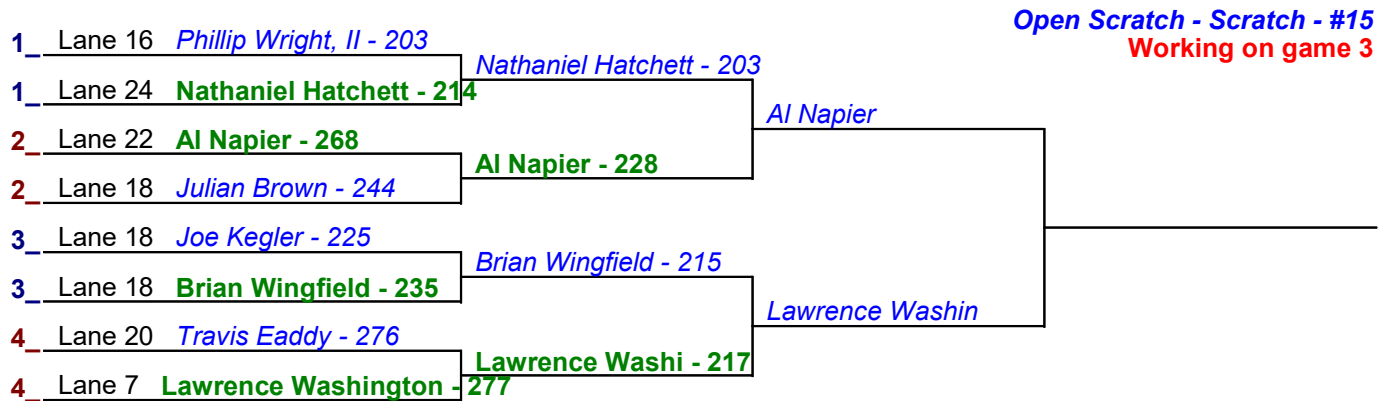 Open Scratch - Scratch - #15
Working on game 3
1_ Lane 16 Phillip Wright, II - 203
Nathaniel Hatchett - 203
1_ Lane 24 Nathaniel Hatchett - 214
Al Napier
2_ Lane 22 Al Napier - 268
Al Napier - 228
2_ Lane 18 Julian Brown - 244
3_ Lane 18 Joe Kegler - 225
Brian Wingfield - 215
3_ Lane 18 Brian Wingfield - 235
Lawrence Washin
4_ Lane 20 Travis Eaddy - 276
Lawrence Washi - 217
4_ Lane 7 Lawrence Washington - 277